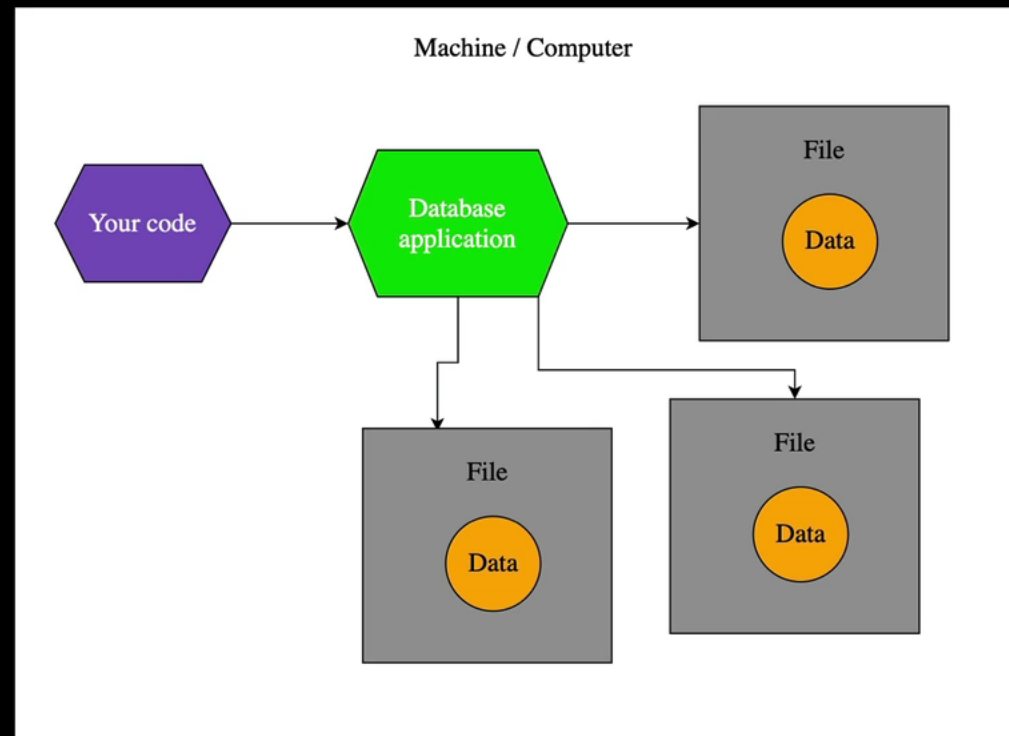 Machine / Computer
Your code
Database
application
File
Data
File
Data
File
Data